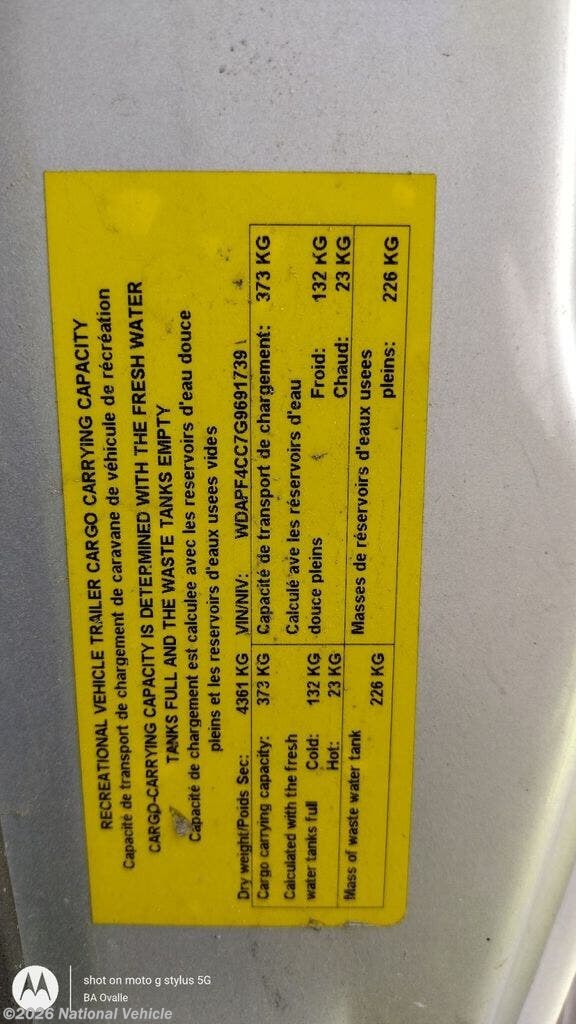 RECREATIONAL VEHICLE TRAILER CARGO CARRYING CAPACITY
Capacité de transport de chargement de caravane de véhicule de récréation
CARGO-CARRYING CAPACITY IS DETERMINED WITH THE FRESH WATER
TANKS FULL AND THE WASTE TANKS EMPTY
Capacité de chargement est calculee avec les reservoirs d'eau douce
pleins et les reservoirs d'eaux usees vides
Dry weight/Poids Sec: 4361 KG VIN/NIV: WDAPF4CC7G9691739
Cargo carrying capacity: 373 KG Capacité de transport de chargement: 373 KG
Calculated with the fresh Calculé ave les réservoirs d'eau
water tanks full Cold: 132 KG douce pleins Froid: 132 KG
Hot: 23 KG Chaud: 23 KG
Mass of waste water tank Masses de réservoirs d'eaux usees
226 KG pleins: 226 KG
shot on moto g stylus 5G
BA Ovalle
©2026 National Vehicle